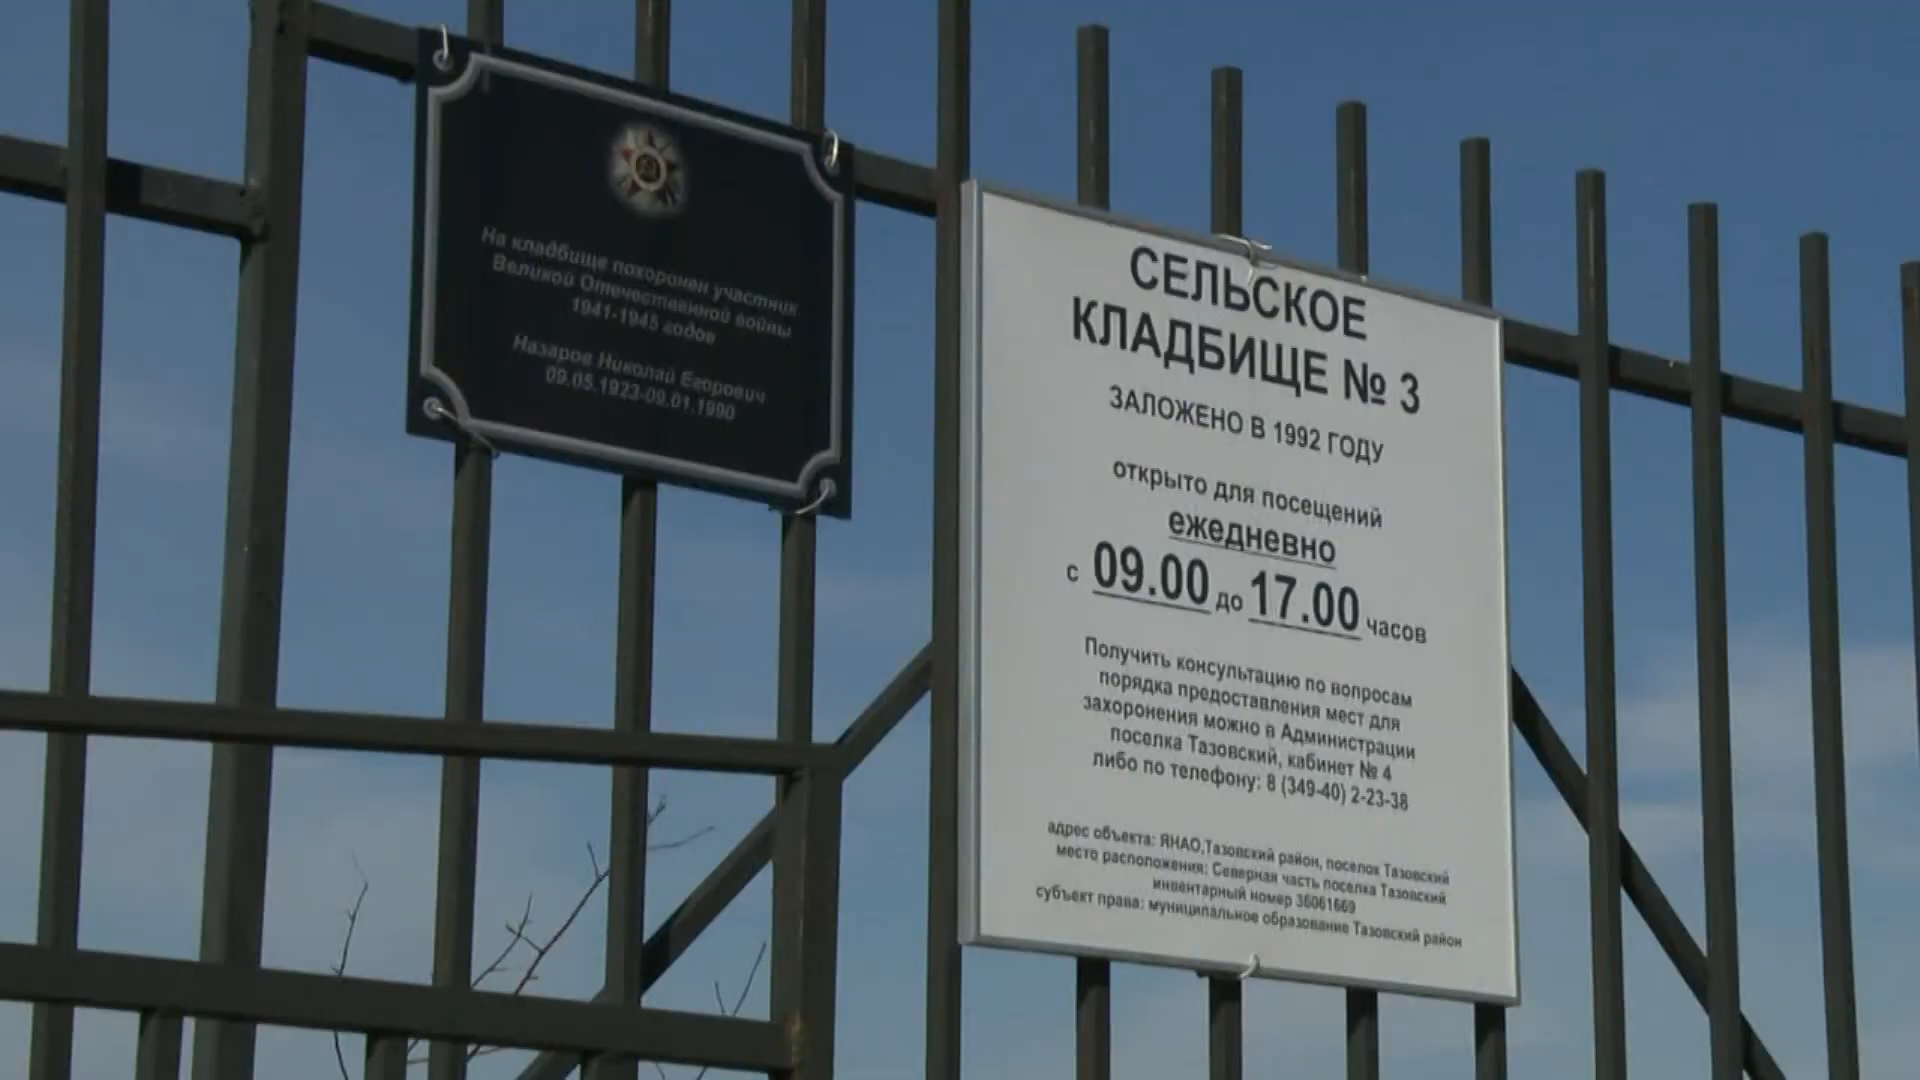 На кладбище похоронен участник
Великой Отечественной войны
1941-1945 годов
Назаров Николай Егорович
09.05.1923-09.01.1990
СЕЛЬСКОЕ
КЛАДБИЩЕ № 3
ЗАЛОЖЕНО В 1992 ГОДУ
открыто для посещений
ежедневно
с 09.00 до 17.00 часов
Получить консультацию по вопросам
порядка предоставления мест для
захоронения можно в Администрации
поселка Тазовский, кабинет № 4
либо по телефону: 8 (349-40) 2-23-38
адрес объекта: ЯНАО,Тазовский район, поселок Тазовский
место расположения: Северная часть поселка Тазовский
инвентарный номер 36061669
субъект права: муниципальное образование Тазовский район